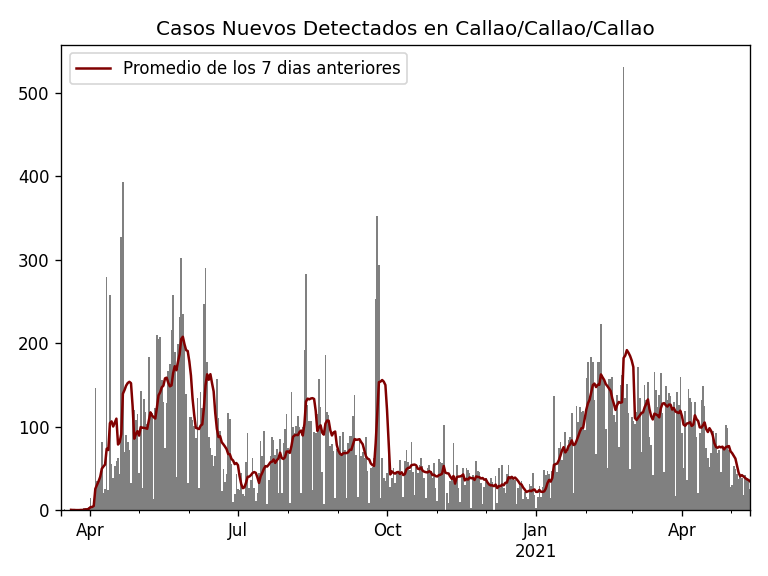 Casos Nuevos Detectados en Callao/Callao/Callao
Promedio de los 7 dias anteriores
500
400
300
200
100
0
Apr
Jul
Oct
Jan
2021
Apr